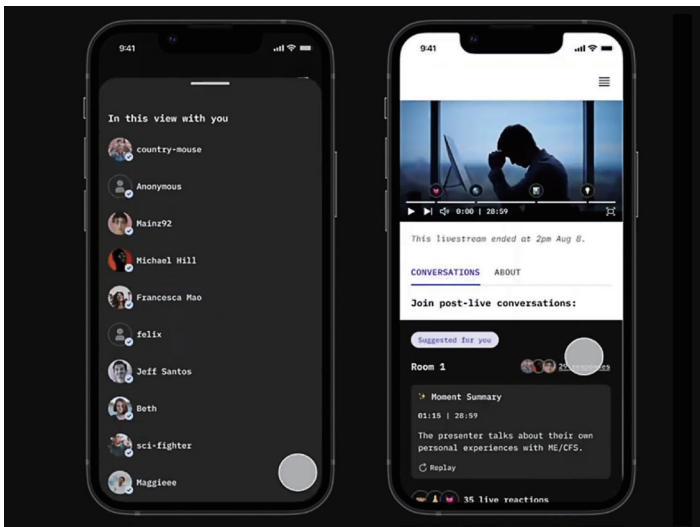 9:41
In this view with you
country-mouse
Anonymous
Mainz92
Michael Hill
Francesca Mao
felix
Jeff Santos
Beth
sci-fighter
Maggieee
9:41
0:00 | 28:59
This livestream ended at 2pm Aug 8.
CONVERSATIONS ABOUT
Join post-live conversations:
Suggested for you
Room 1
Moment Summary
01:15 | 28:59
The presenter talks about their own
personal experiences with ME/CFS.
Replay
35 live reactions